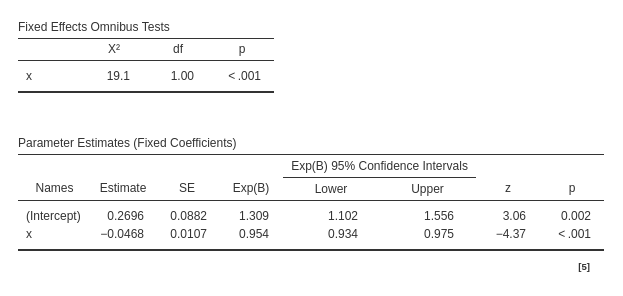 Fixed Effects Omnibus Tests
X² df p
x 19.1 1.00 < .001
Parameter Estimates (Fixed Coefficients)
Exp(B) 95% Confidence Intervals
Names Estimate SE Exp(B) Lower Upper z p
(Intercept) 0.2696 0.0882 1.309 1.102 1.556 3.06 0.002
x −0.0468 0.0107 0.954 0.934 0.975 −4.37 < .001
[5]